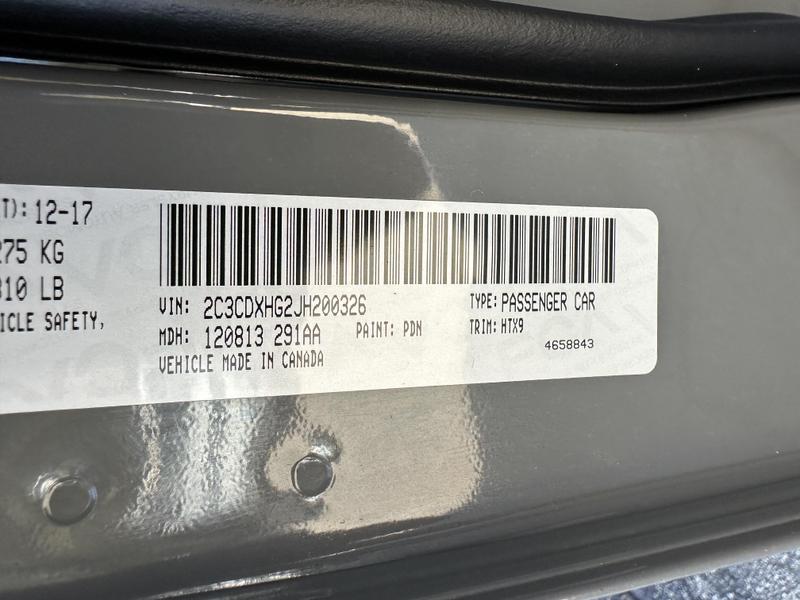 T): 12-17
275 KG
310 LB
ICLE SAFETY,
VIN: 2C3CDXHG2JH200326
TYPE: PASSENGER CAR
MDH: 120813 291AA
PAINT: PDN
TRIM: HTX9
VEHICLE MADE IN CANADA
4658843